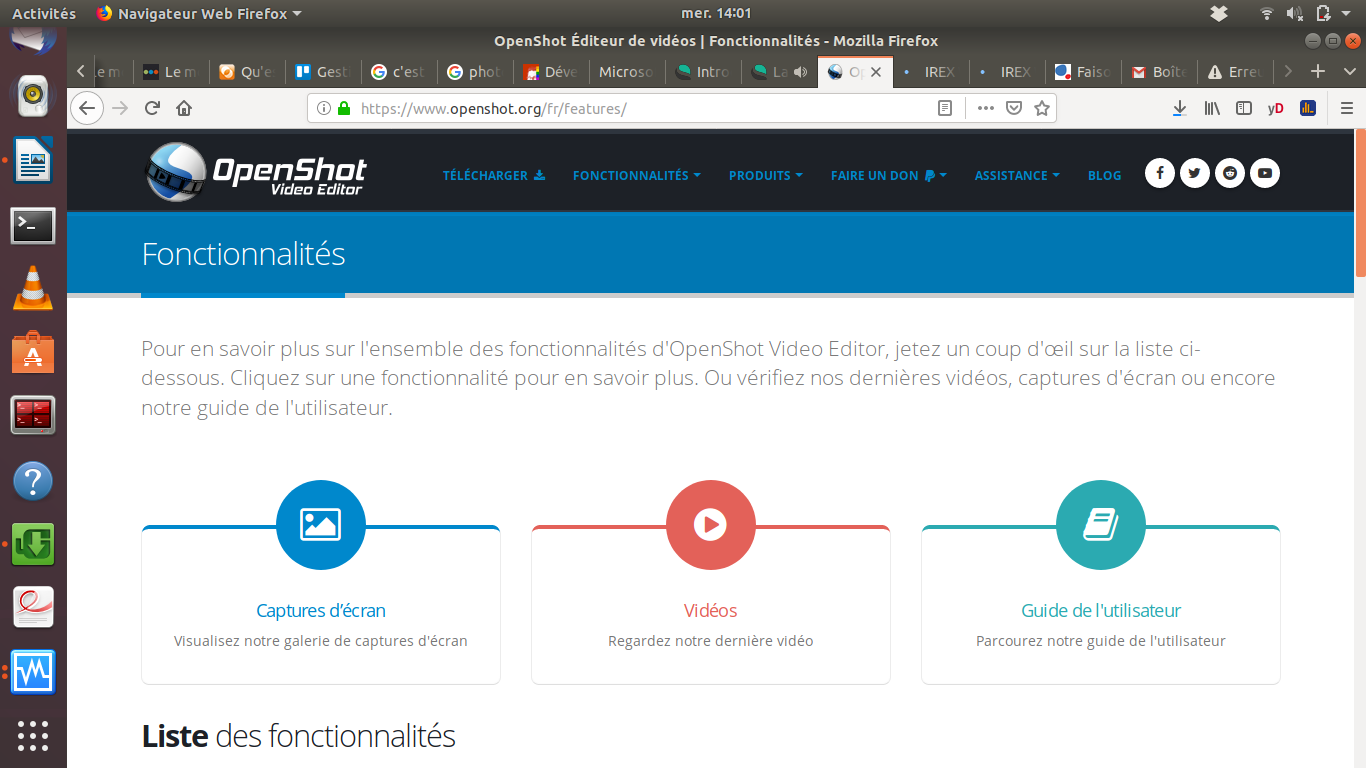 Activités Navigateur Web Firefox mer. 14:01
OpenShot Éditeur de vidéos | Fonctionnalités - Mozilla Firefox
Le m Qu'e Gest c'est phot Déve Microso Intro La IREX IREX Faiso Boîte Erreu
https://www.openshot.org/fr/features/ yD
OpenShot
Video Editor
TÉLÉCHARGER FONCTIONNALITÉS PRODUITS FAIRE UN DON ASSISTANCE BLOG
Fonctionnalités
Pour en savoir plus sur l'ensemble des fonctionnalités d'OpenShot Video Editor, jetez un coup d'œil sur la liste ci-
dessous. Cliquez sur une fonctionnalité pour en savoir plus. Ou vérifiez nos dernières vidéos, captures d'écran ou encore
notre guide de l'utilisateur.
Captures d’écran
Visualisez notre galerie de captures d'écran
Vidéos
Regardez notre dernière vidéo
Guide de l'utilisateur
Parcourez notre guide de l'utilisateur
Liste des fonctionnalités